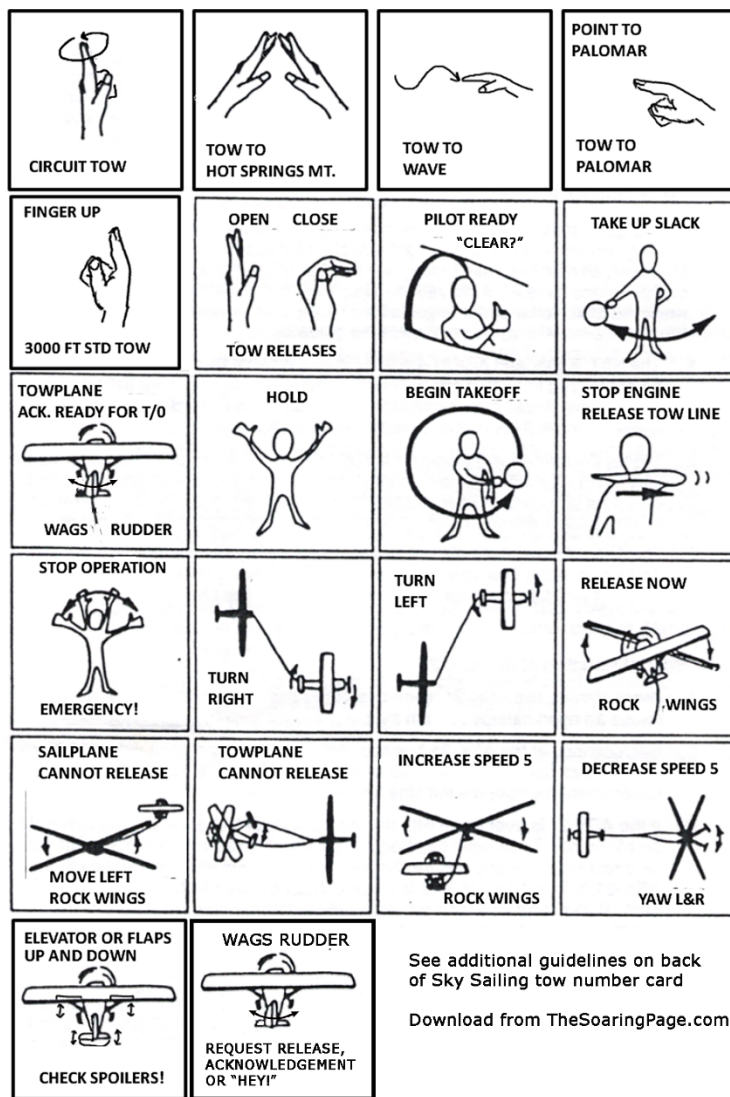 CIRCUIT TOW
TOW TO
HOT SPRINGS MT.
TOW TO
WAVE
POINT TO
PALOMAR
TOW TO
PALOMAR
FINGER UP
3000 FT STD TOW
OPEN CLOSE
TOW RELEASES
PILOT READY
"CLEAR?"
TAKE UP SLACK
TOWPLANE
ACK. READY FOR T/0
WAGS RUDDER
HOLD
BEGIN TAKEOFF
STOP ENGINE
RELEASE TOW LINE
STOP OPERATION
EMERGENCY!
TURN
RIGHT
TURN
LEFT
RELEASE NOW
ROCK WINGS
SAILPLANE
CANNOT RELEASE
MOVE LEFT
ROCK WINGS
TOWPLANE
CANNOT RELEASE
INCREASE SPEED 5
ROCK WINGS
DECREASE SPEED 5
YAW L&R
ELEVATOR OR FLAPS
UP AND DOWN
CHECK SPOILERS!
WAGS RUDDER
REQUEST RELEASE,
ACKNOWLEDGEMENT
OR "HEY!"
See additional guidelines on back
of Sky Sailing tow number card
Download from TheSoaringPage.com